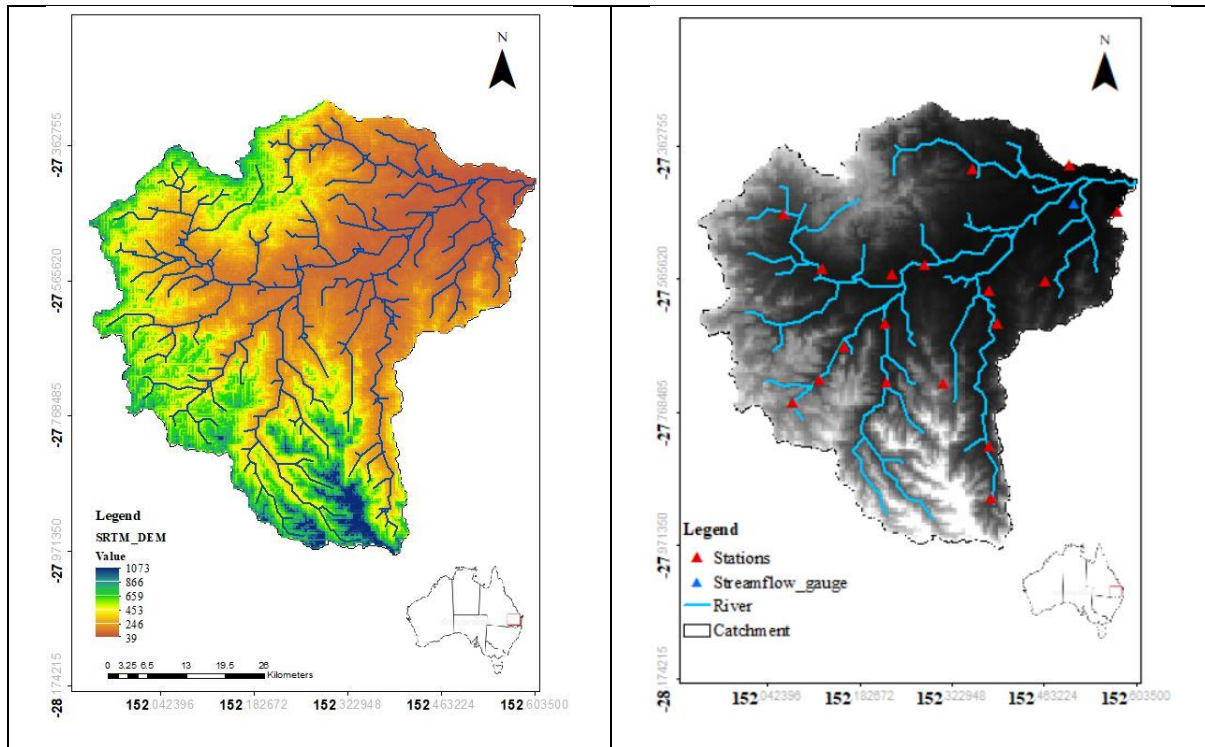 N
-27.362755
-27.565620
-27.768485
-27.971350
-28.174215
Legend
SRTM_DEM
Value
1073
866
659
453
246
39
0 3.25 6.5 13 19.5 26
Kilometers
152.042396 152.182672 152.322948 152.463224 152.603500
N
-27.362755
-27.565620
-27.768485
-27.971350
-28.174215
Legend
Stations
Streamflow_gauge
River
Catchment
152.042396 152.182672 152.322948 152.463224 152.603500